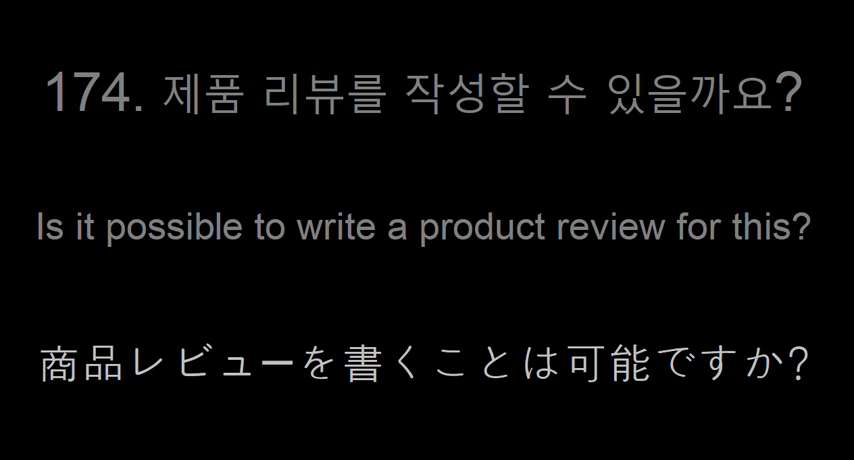 174. 제품 리뷰를 작성할 수 있을까요?
Is it possible to write a product review for this?
商品レビューを書くことは可能ですか?